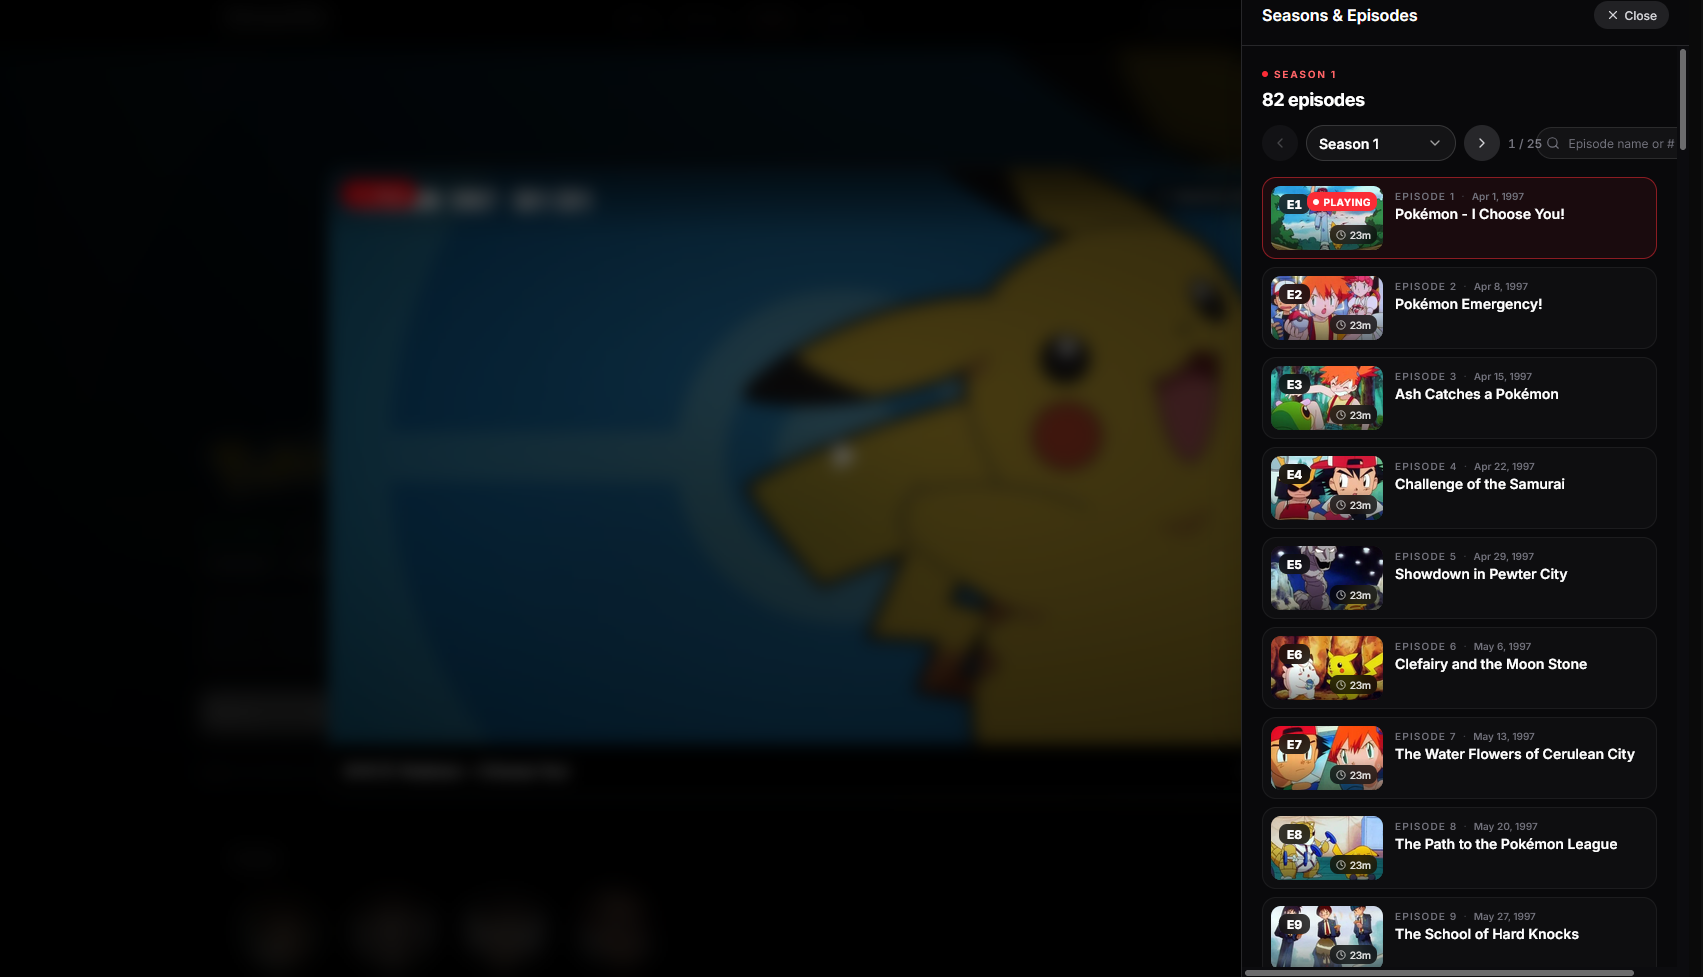 Seasons & Episodes
Close
SEASON 1
82 episodes
Season 1
1 / 25
Episode name or #
E1
PLAYING
23m
EPISODE 1 · Apr 1, 1997
Pokémon - I Choose You!
E2
23m
EPISODE 2 · Apr 8, 1997
Pokémon Emergency!
E3
23m
EPISODE 3 · Apr 15, 1997
Ash Catches a Pokémon
E4
23m
EPISODE 4 · Apr 22, 1997
Challenge of the Samurai
E5
23m
EPISODE 5 · Apr 29, 1997
Showdown in Pewter City
E6
23m
EPISODE 6 · May 6, 1997
Clefairy and the Moon Stone
E7
23m
EPISODE 7 · May 13, 1997
The Water Flowers of Cerulean City
E8
23m
EPISODE 8 · May 20, 1997
The Path to the Pokémon League
E9
23m
EPISODE 9 · May 27, 1997
The School of Hard Knocks